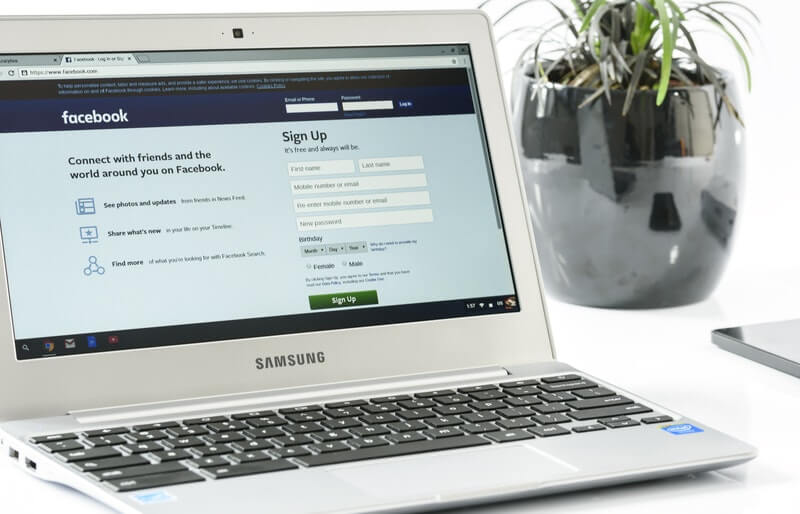 Facebook - Log In or Sign
https://www.facebook.com
To help personalise content, tailor and measure ads, and provide a safer experience, we use cookies. By clicking or navigating the site, you agree to allow our collection of
information on and off Facebook through cookies. Learn more, including about available controls: Cookies Policy.
facebook
Email or Phone
Password
Log In
Connect with friends and the
world around you on Facebook.
See photos and updates from friends in News Feed.
Share what's new in your life on your Timeline.
Find more of what you're looking for with Facebook Search.
Sign Up
It's free and always will be.
First name
Last name
Mobile number or email
Re-enter mobile number or email
New password
Birthday
Month
Day
Year
Why do I need to provide my
birthday?
Female
Male
By clicking Sign Up, you agree to our Terms and that you have
read our Data Policy, including our Cookie Use.
Sign Up
1:57
US
SAMSUNG
intel